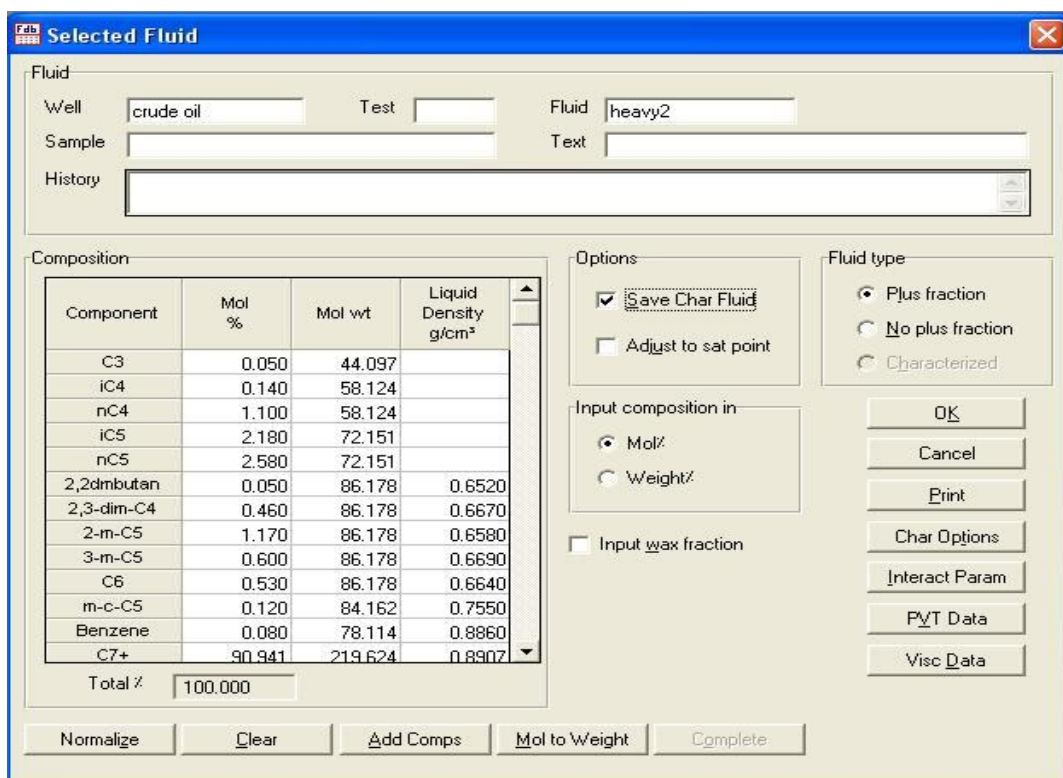 Fdb Selected Fluid
Fluid
Well crude oil Test Fluid heavy2
Sample Text
History
Composition
Component Mol % Mol wt Liquid Density g/cm³
C3 0.050 44.097
iC4 0.140 58.124
nC4 1.100 58.124
iC5 2.180 72.151
nC5 2.580 72.151
2,2dmbutan 0.050 86.178 0.6520
2,3-dim-C4 0.460 86.178 0.6670
2-m-C5 1.170 86.178 0.6580
3-m-C5 0.600 86.178 0.6690
C6 0.530 86.178 0.6640
m-c-C5 0.120 84.162 0.7550
Benzene 0.080 78.114 0.8860
C7+ 90.941 219.624 0.8907
Total % 100.000
Options
Save Char Fluid
Adjust to sat point
Input composition in
Mol%
Weight%
Input wax fraction
Fluid type
Plus fraction
No plus fraction
Characterized
OK
Cancel
Print
Char Options
Interact Param
PVT Data
Visc Data
Normalize Clear Add Comps Mol to Weight Complete